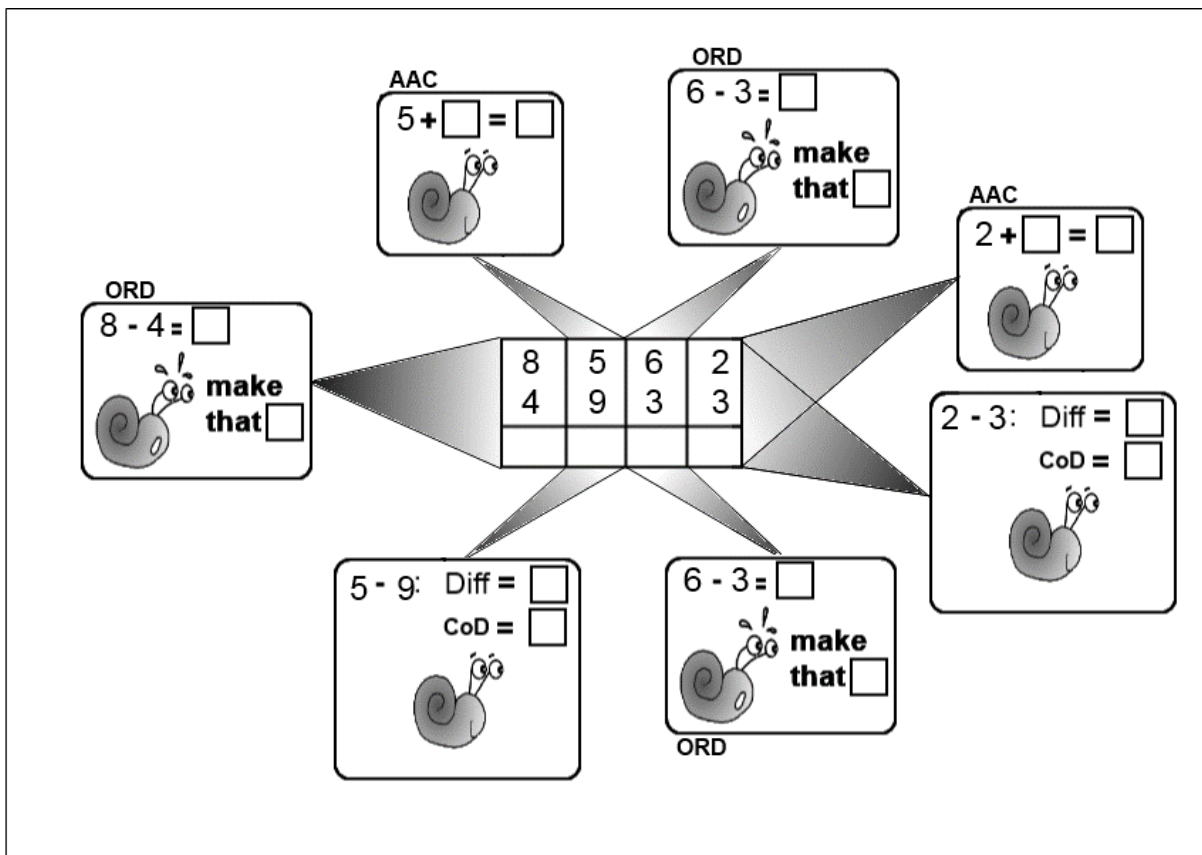 ORD
6 - 3 =
make
that
AAC
5 + =
AAC
2 + =
ORD
8 - 4 =
make
that
8 5 6 2
4 9 3 3
2 - 3: Diff =
CoD =
5 - 9: Diff =
CoD =
6 - 3 =
make
that
ORD